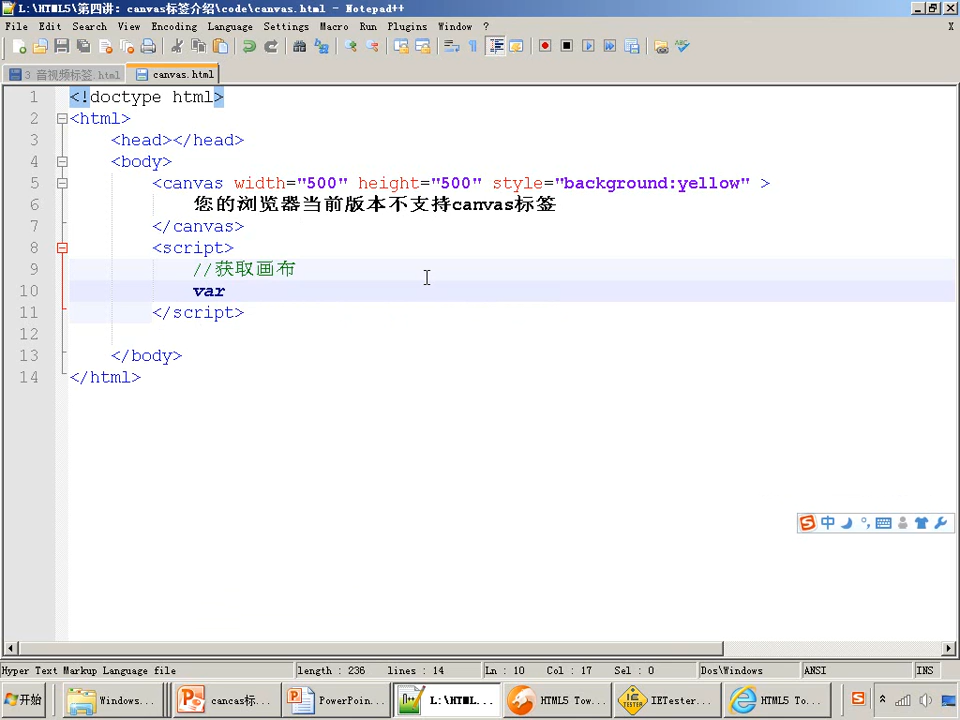 L:\HTML5\第四讲：canvas标签介绍\code\canvas.html - Notepad++
File Edit Search View Encoding Language Settings Macro Run Plugins Window ? X
3 音视频标签.html canvas.html
1 <!doctype html>
2 <html>
3 <head></head>
4 <body>
5 <canvas width="500" height="500" style="background:yellow" >
6 您的浏览器当前版本不支持canvas标签
7 </canvas>
8 <script>
9 //获取画布
10 var
11 </script>
12
13 </body>
14 </html>
中
Hyper Text Markup Language file length : 236 lines : 14 Ln : 10 Col : 17 Sel : 0 Dos\Windows ANSI INS
开始 Windows... cancas标... PowerPoin... L:\HTML... HTML5 Tow... IETester... HTML5 To...